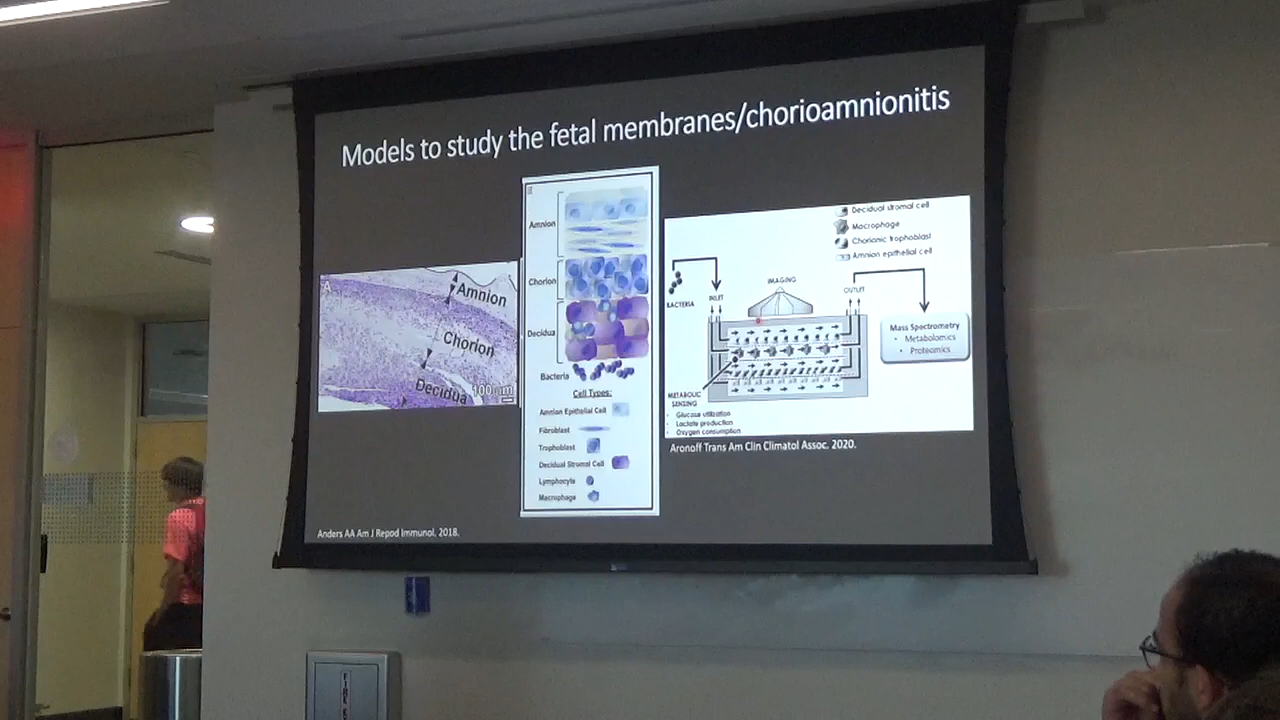 Models to study the fetal membranes/chorioamnionitis
A
Amnion
Chorion
Decidua
100 µm
B
Amnion
Chorion
Decidua
Bacteria
Cell Types:
Amnion Epithelial Cell
Fibroblast
Trophoblast
Decidual Stromal Cell
Lymphocyte
Macrophage
Decidual stromal cell
Macrophage
Chorionic trophoblast
Amnion epithelial cell
BACTERIA
INLET
IMAGING
OUTLET
Mass Spectrometry
• Metabolomics
• Proteomics
METABOLIC
SENSING
• Glucose utilization
• Lactate production
• Oxygen consumption
Aronoff Trans Am Clin Climatol Assoc. 2020.
Anders AA Am J Repod Immunol, 2018.
FIRE